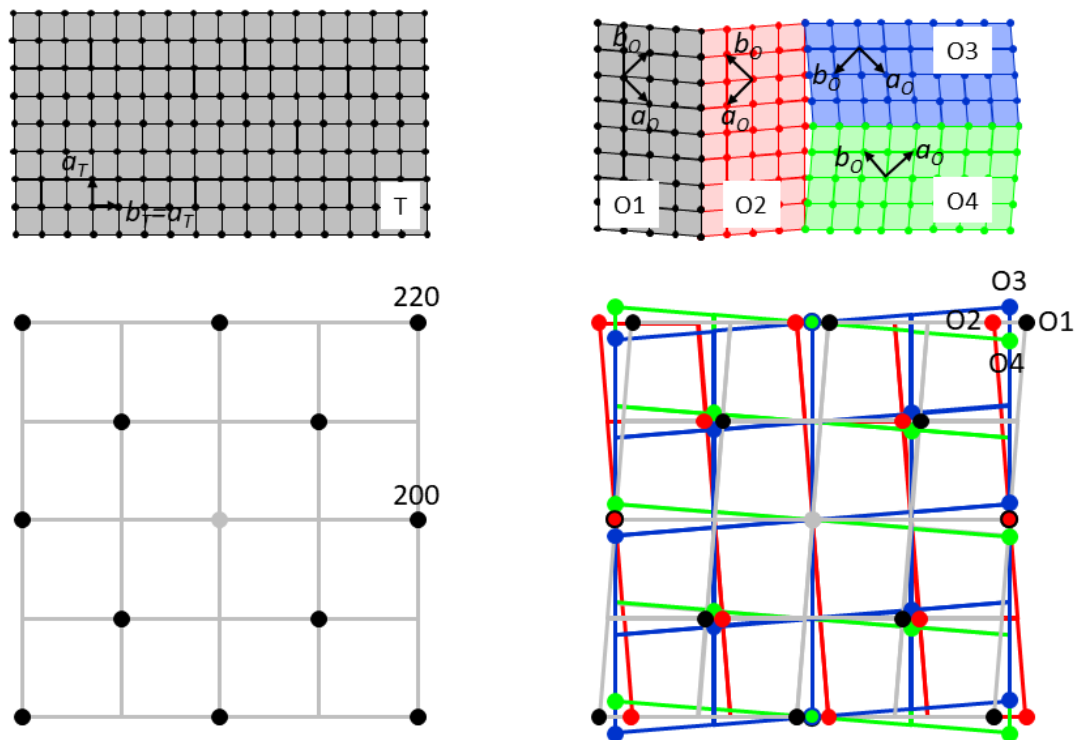 a_T
b_T=a_T
T
b_O
a_O
O1
b_O
a_O
O2
b_O
a_O
O3
b_O
a_O
O4
220
200
O3
O2
O1
O4